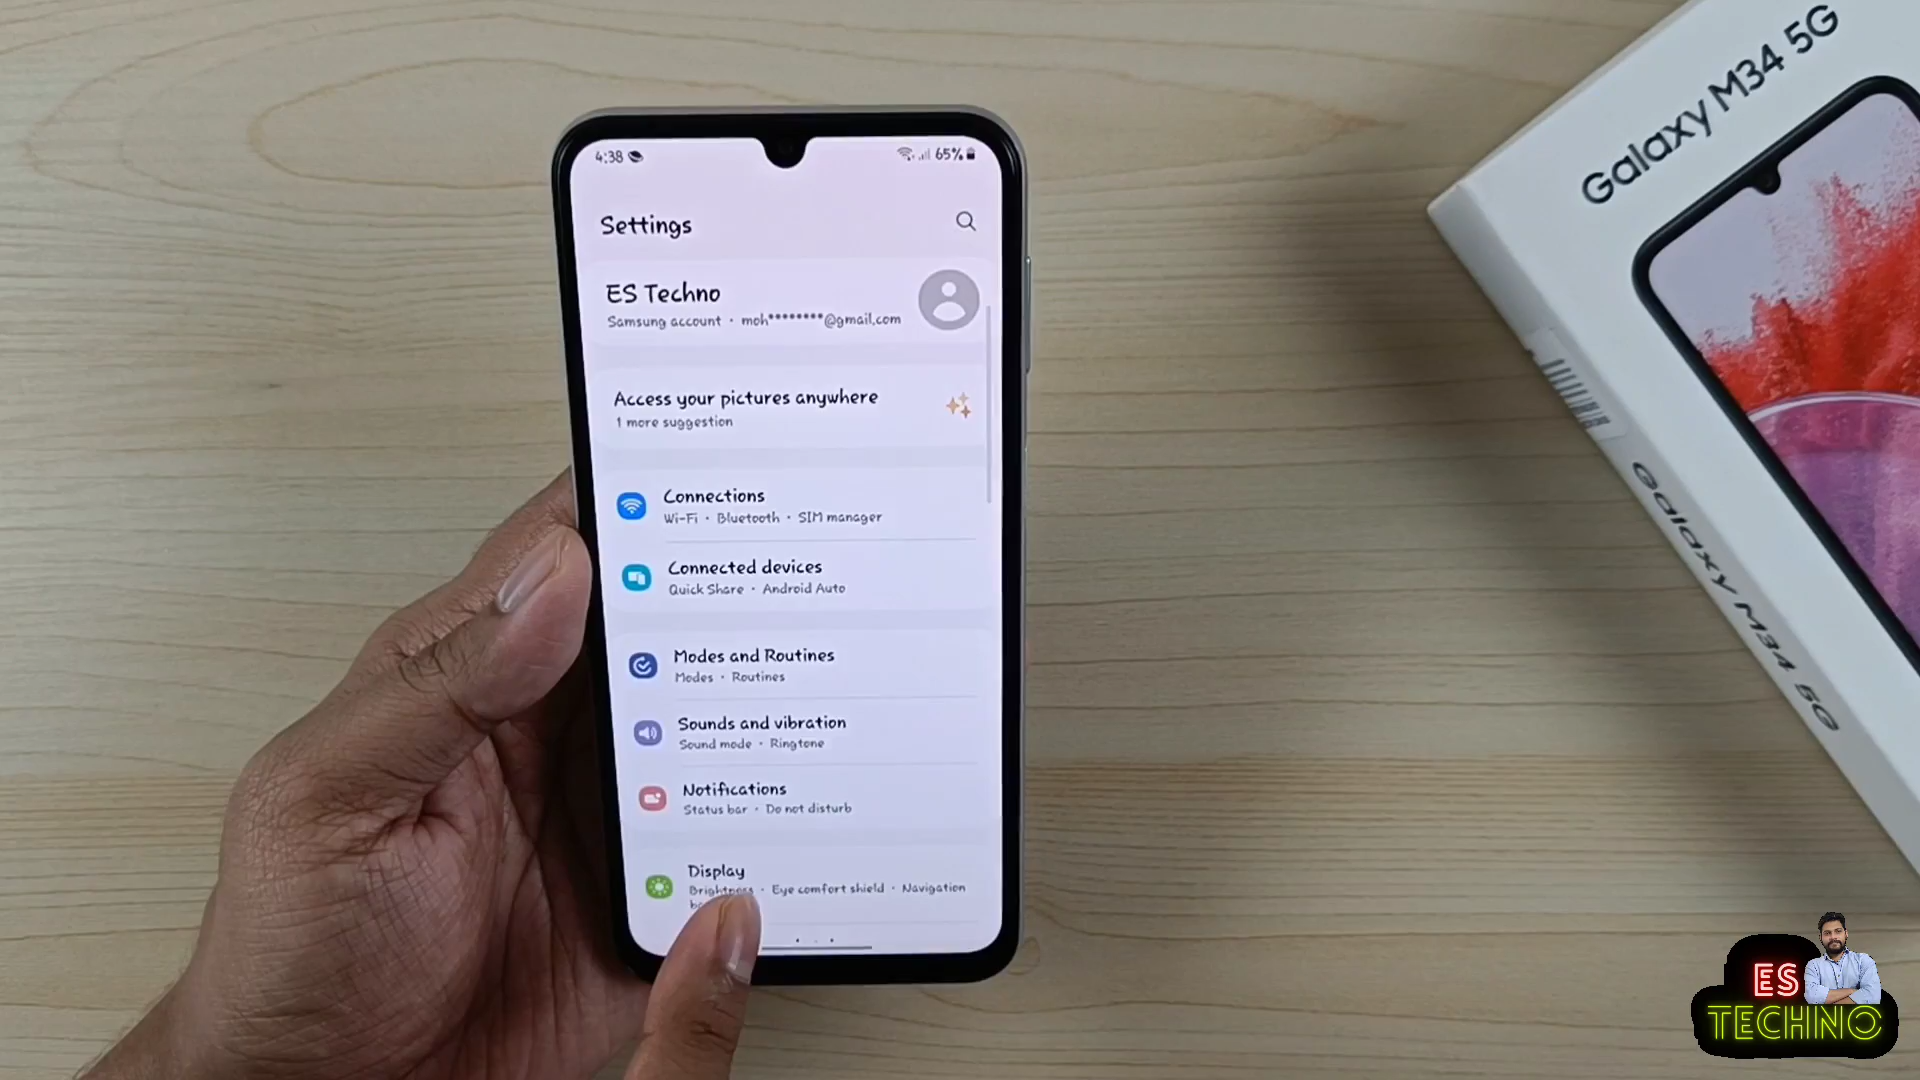 4:38
65%
Settings
ES Techno
Samsung account • moh********@gmail.com
Access your pictures anywhere
1 more suggestion
Connections
Wi-Fi • Bluetooth • SIM manager
Connected devices
Quick Share • Android Auto
Modes and Routines
Modes • Routines
Sounds and vibration
Sound mode • Ringtone
Notifications
Status bar • Do not disturb
Display
Brightness • Eye comfort shield • Navigation
Galaxy M34 5G
Galaxy M34 5G
ES
TECHNO